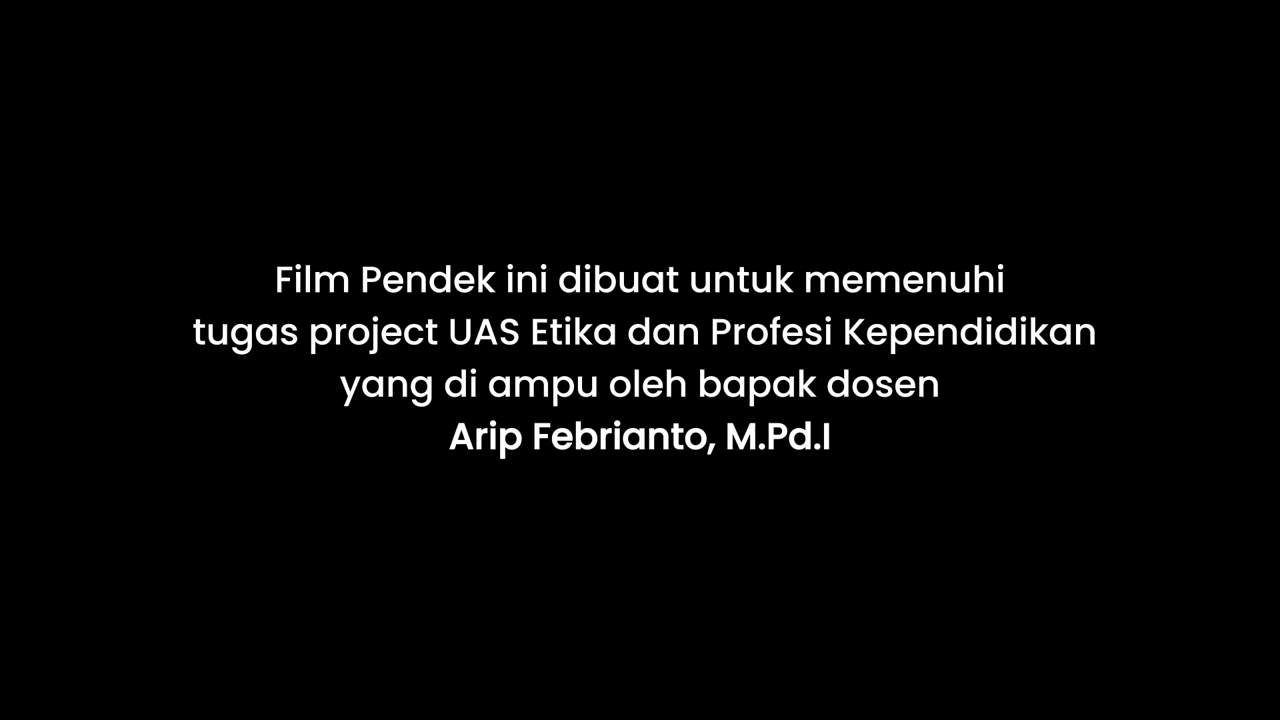 Film Pendek ini dibuat untuk memenuhi
tugas project UAS Etika dan Profesi Kependidikan
yang di ampu oleh bapak dosen
Arip Febrianto, M.Pd.I